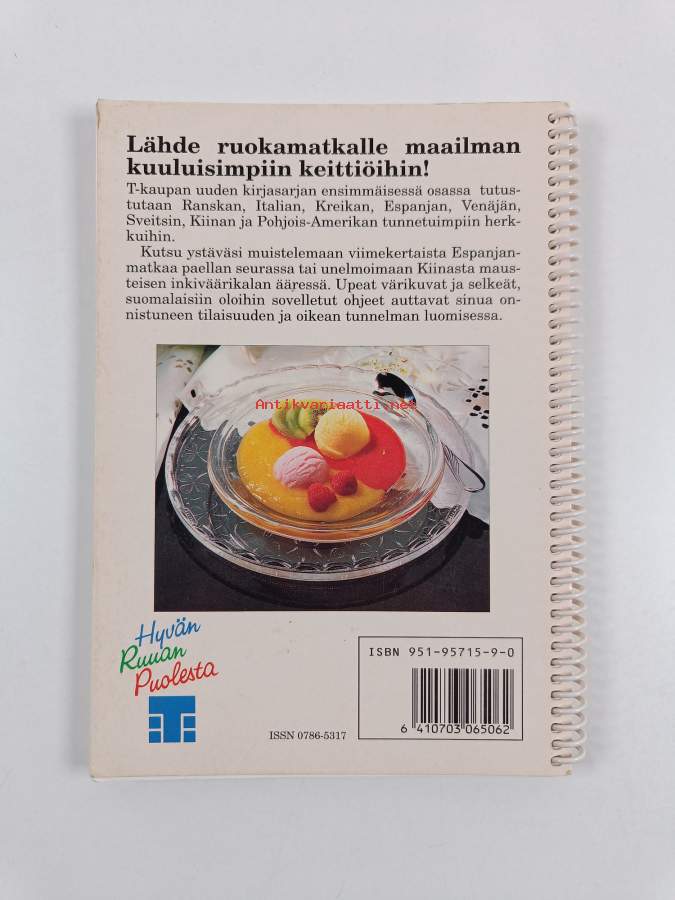 Lähde ruokamatkalle maailman
kuuluisimpiin keittiöihin!
T-kaupan uuden kirjasarjan ensimmäisessä osassa tutus-
tutaan Ranskan, Italian, Kreikan, Espanjan, Venäjän,
Sveitsin, Kiinan ja Pohjois-Amerikan tunnetuimpiin herk-
kuihin.
Kutsu ystäväsi muistelemaan viimekertaista Espanjan-
matkaa paellan seurassa tai unelmoimaan Kiinasta maus-
teisen inkiväärikalan ääressä. Upeat värikuvat ja selkeät,
suomalaisiin oloihin sovelletut ohjeet auttavat sinua on-
nistuneen tilaisuuden ja oikean tunnelman luomisessa.
Antikvariaatti.net
Hyvän
Ruuan
Puolesta
T
ISSN 0786-5317
ISBN 951-95715-9-0
6 410703 065062